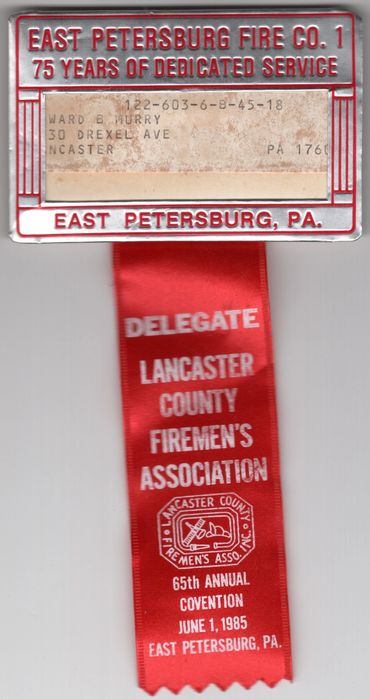 EAST PETERSBURG FIRE CO. 1
75 YEARS OF DEDICATED SERVICE
122-603-6-B-45-18
WARD B MURRY
30 DREXEL AVE
NCASTER PA 1760
EAST PETERSBURG, PA.
DELEGATE
LANCASTER
COUNTY
FIREMEN'S
ASSOCIATION
LANCASTER COUNTY
FIREMEN'S ASSO. INC.
65th ANNUAL
COVENTION
JUNE 1, 1985
EAST PETERSBURG, PA.